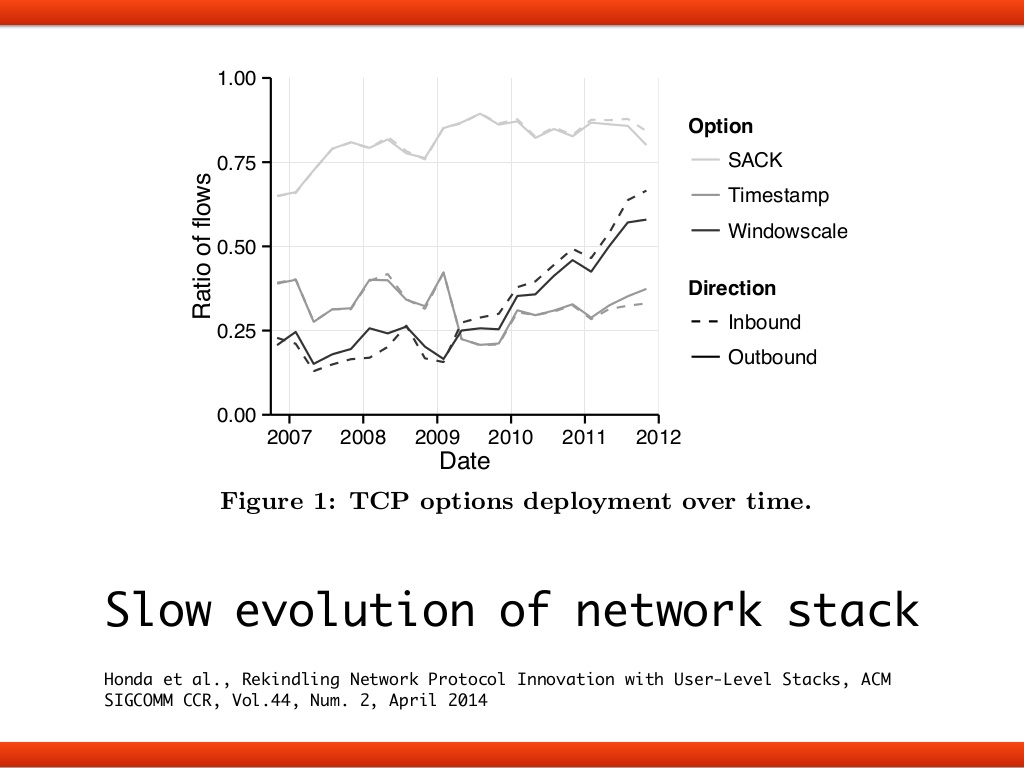 1.00
0.75
0.50
0.25
0.00
Ratio of flows
2007 2008 2009 2010 2011 2012
Date
Option
SACK
Timestamp
Windowscale
Direction
Inbound
Outbound
Figure 1: TCP options deployment over time.
Slow evolution of network stack
Honda et al., Rekindling Network Protocol Innovation with User-Level Stacks, ACM
SIGCOMM CCR, Vol.44, Num. 2, April 2014